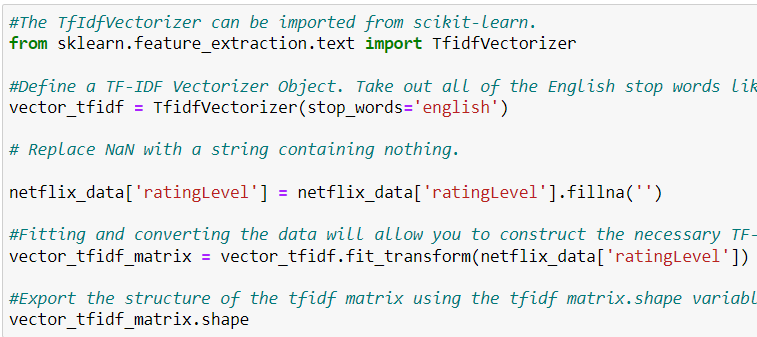 #The TfIdfVectorizer can be imported from scikit-learn.
from sklearn.feature_extraction.text import TfidfVectorizer
#Define a TF-IDF Vectorizer Object. Take out all of the English stop words lik
vector_tfidf = TfidfVectorizer(stop_words='english')
# Replace NaN with a string containing nothing.
netflix_data['ratingLevel'] = netflix_data['ratingLevel'].fillna('')
#Fitting and converting the data will allow you to construct the necessary TF-
vector_tfidf_matrix = vector_tfidf.fit_transform(netflix_data['ratingLevel'])
#Export the structure of the tfidf matrix using the tfidf matrix.shape variabl
vector_tfidf_matrix.shape